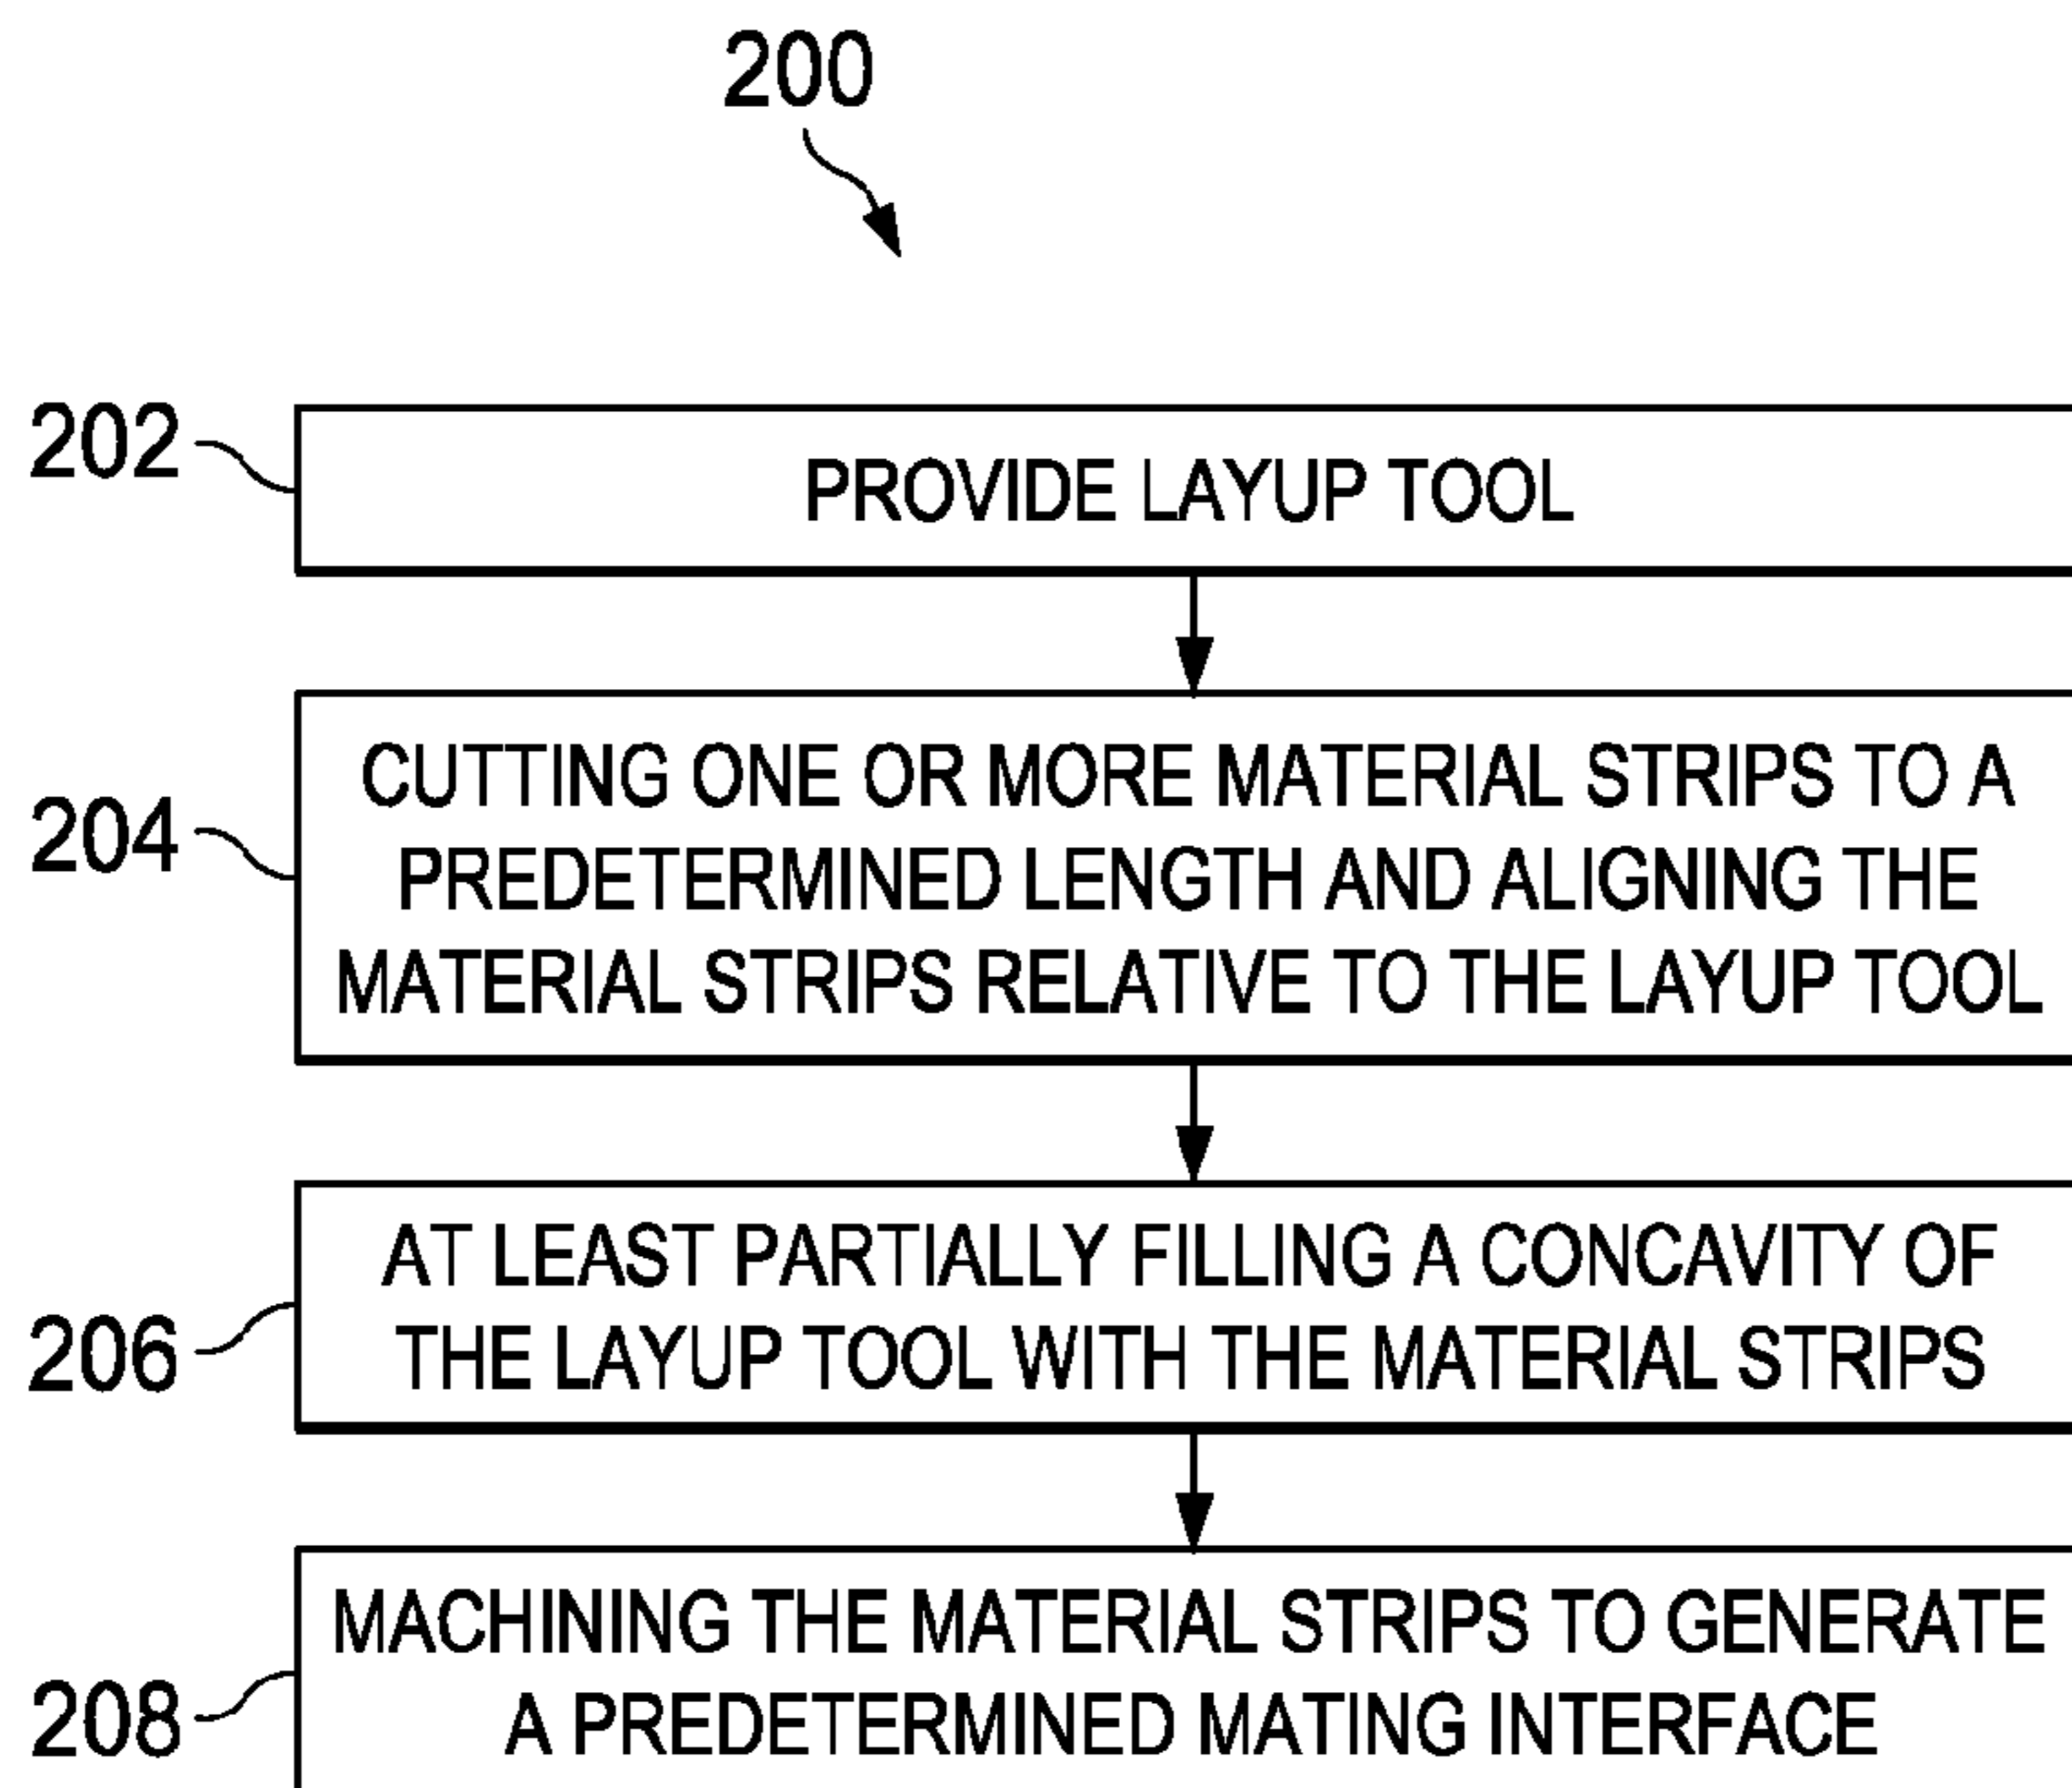 200
202
PROVIDE LAYUP TOOL
204
CUTTING ONE OR MORE MATERIAL STRIPS TO A
PREDETERMINED LENGTH AND ALIGNING THE
MATERIAL STRIPS RELATIVE TO THE LAYUP TOOL
206
AT LEAST PARTIALLY FILLING A CONCAVITY OF
THE LAYUP TOOL WITH THE MATERIAL STRIPS
208
MACHINING THE MATERIAL STRIPS TO GENERATE
A PREDETERMINED MATING INTERFACE